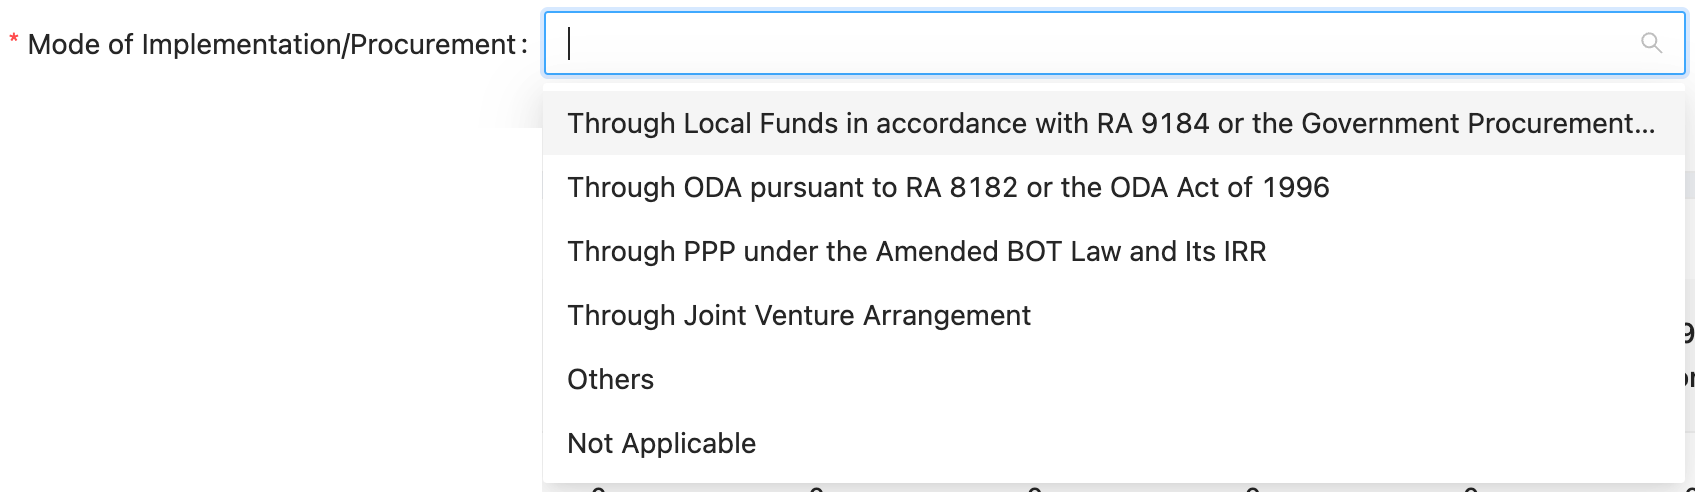 * Mode of Implementation/Procurement:
Through Local Funds in accordance with RA 9184 or the Government Procurement...
Through ODA pursuant to RA 8182 or the ODA Act of 1996
Through PPP under the Amended BOT Law and Its IRR
Through Joint Venture Arrangement
Others
Not Applicable